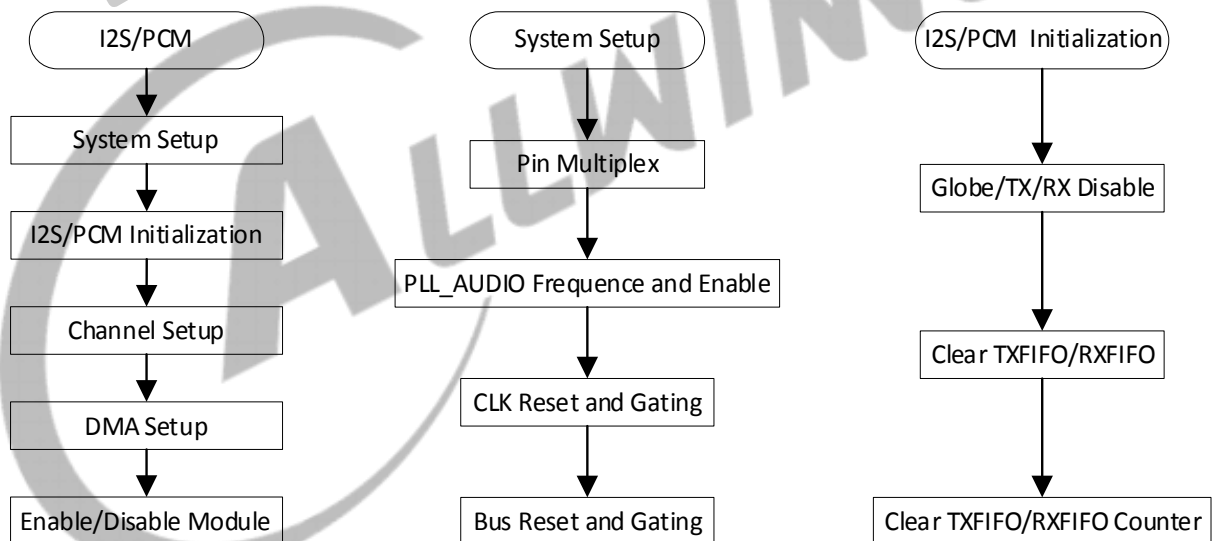 I2S/PCM
System Setup
I2S/PCM Initialization
Channel Setup
DMA Setup
Enable/Disable Module
System Setup
Pin Multiplex
PLL_AUDIO Frequence and Enable
CLK Reset and Gating
Bus Reset and Gating
I2S/PCM Initialization
Globe/TX/RX Disable
Clear TXFIFO/RXFIFO
Clear TXFIFO/RXFIFO Counter
ALLWIN